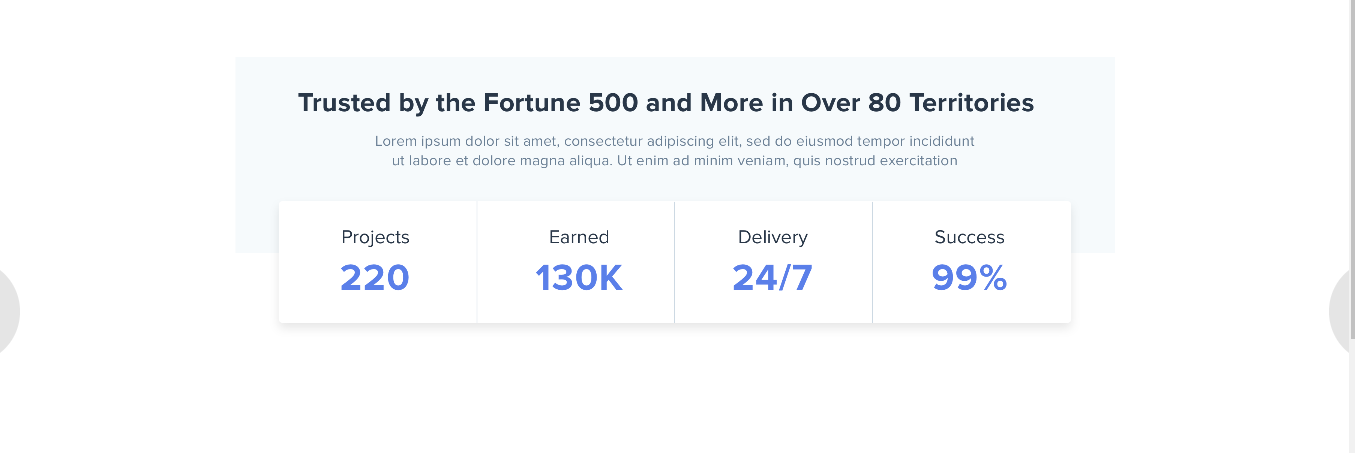 Trusted by the Fortune 500 and More in Over 80 Territories
Lorem ipsum dolor sit amet, consectetur adipiscing elit, sed do eiusmod tempor incididunt
ut labore et dolore magna aliqua. Ut enim ad minim veniam, quis nostrud exercitation
Projects
220
Earned
130K
Delivery
24/7
Success
99%